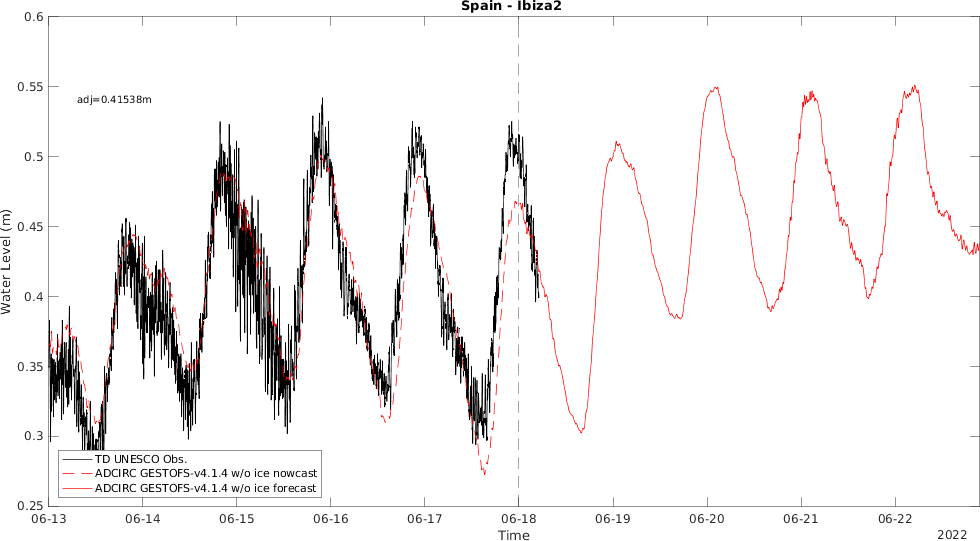 Spain - Ibiza2
0.6
0.55
0.5
0.45
0.4
0.35
0.3
0.25
Water Level (m)
adj=0.41538m
TD UNESCO Obs.
ADCIRC GESTOFS-v4.1.4 w/o ice nowcast
ADCIRC GESTOFS-v4.1.4 w/o ice forecast
06-13 06-14 06-15 06-16 06-17 06-18 06-19 06-20 06-21 06-22
Time
2022